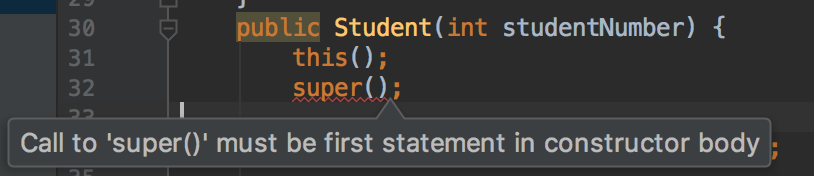 30 public Student(int studentNumber) {
31 this();
32 super();
Call to 'super()' must be first statement in constructor body ;